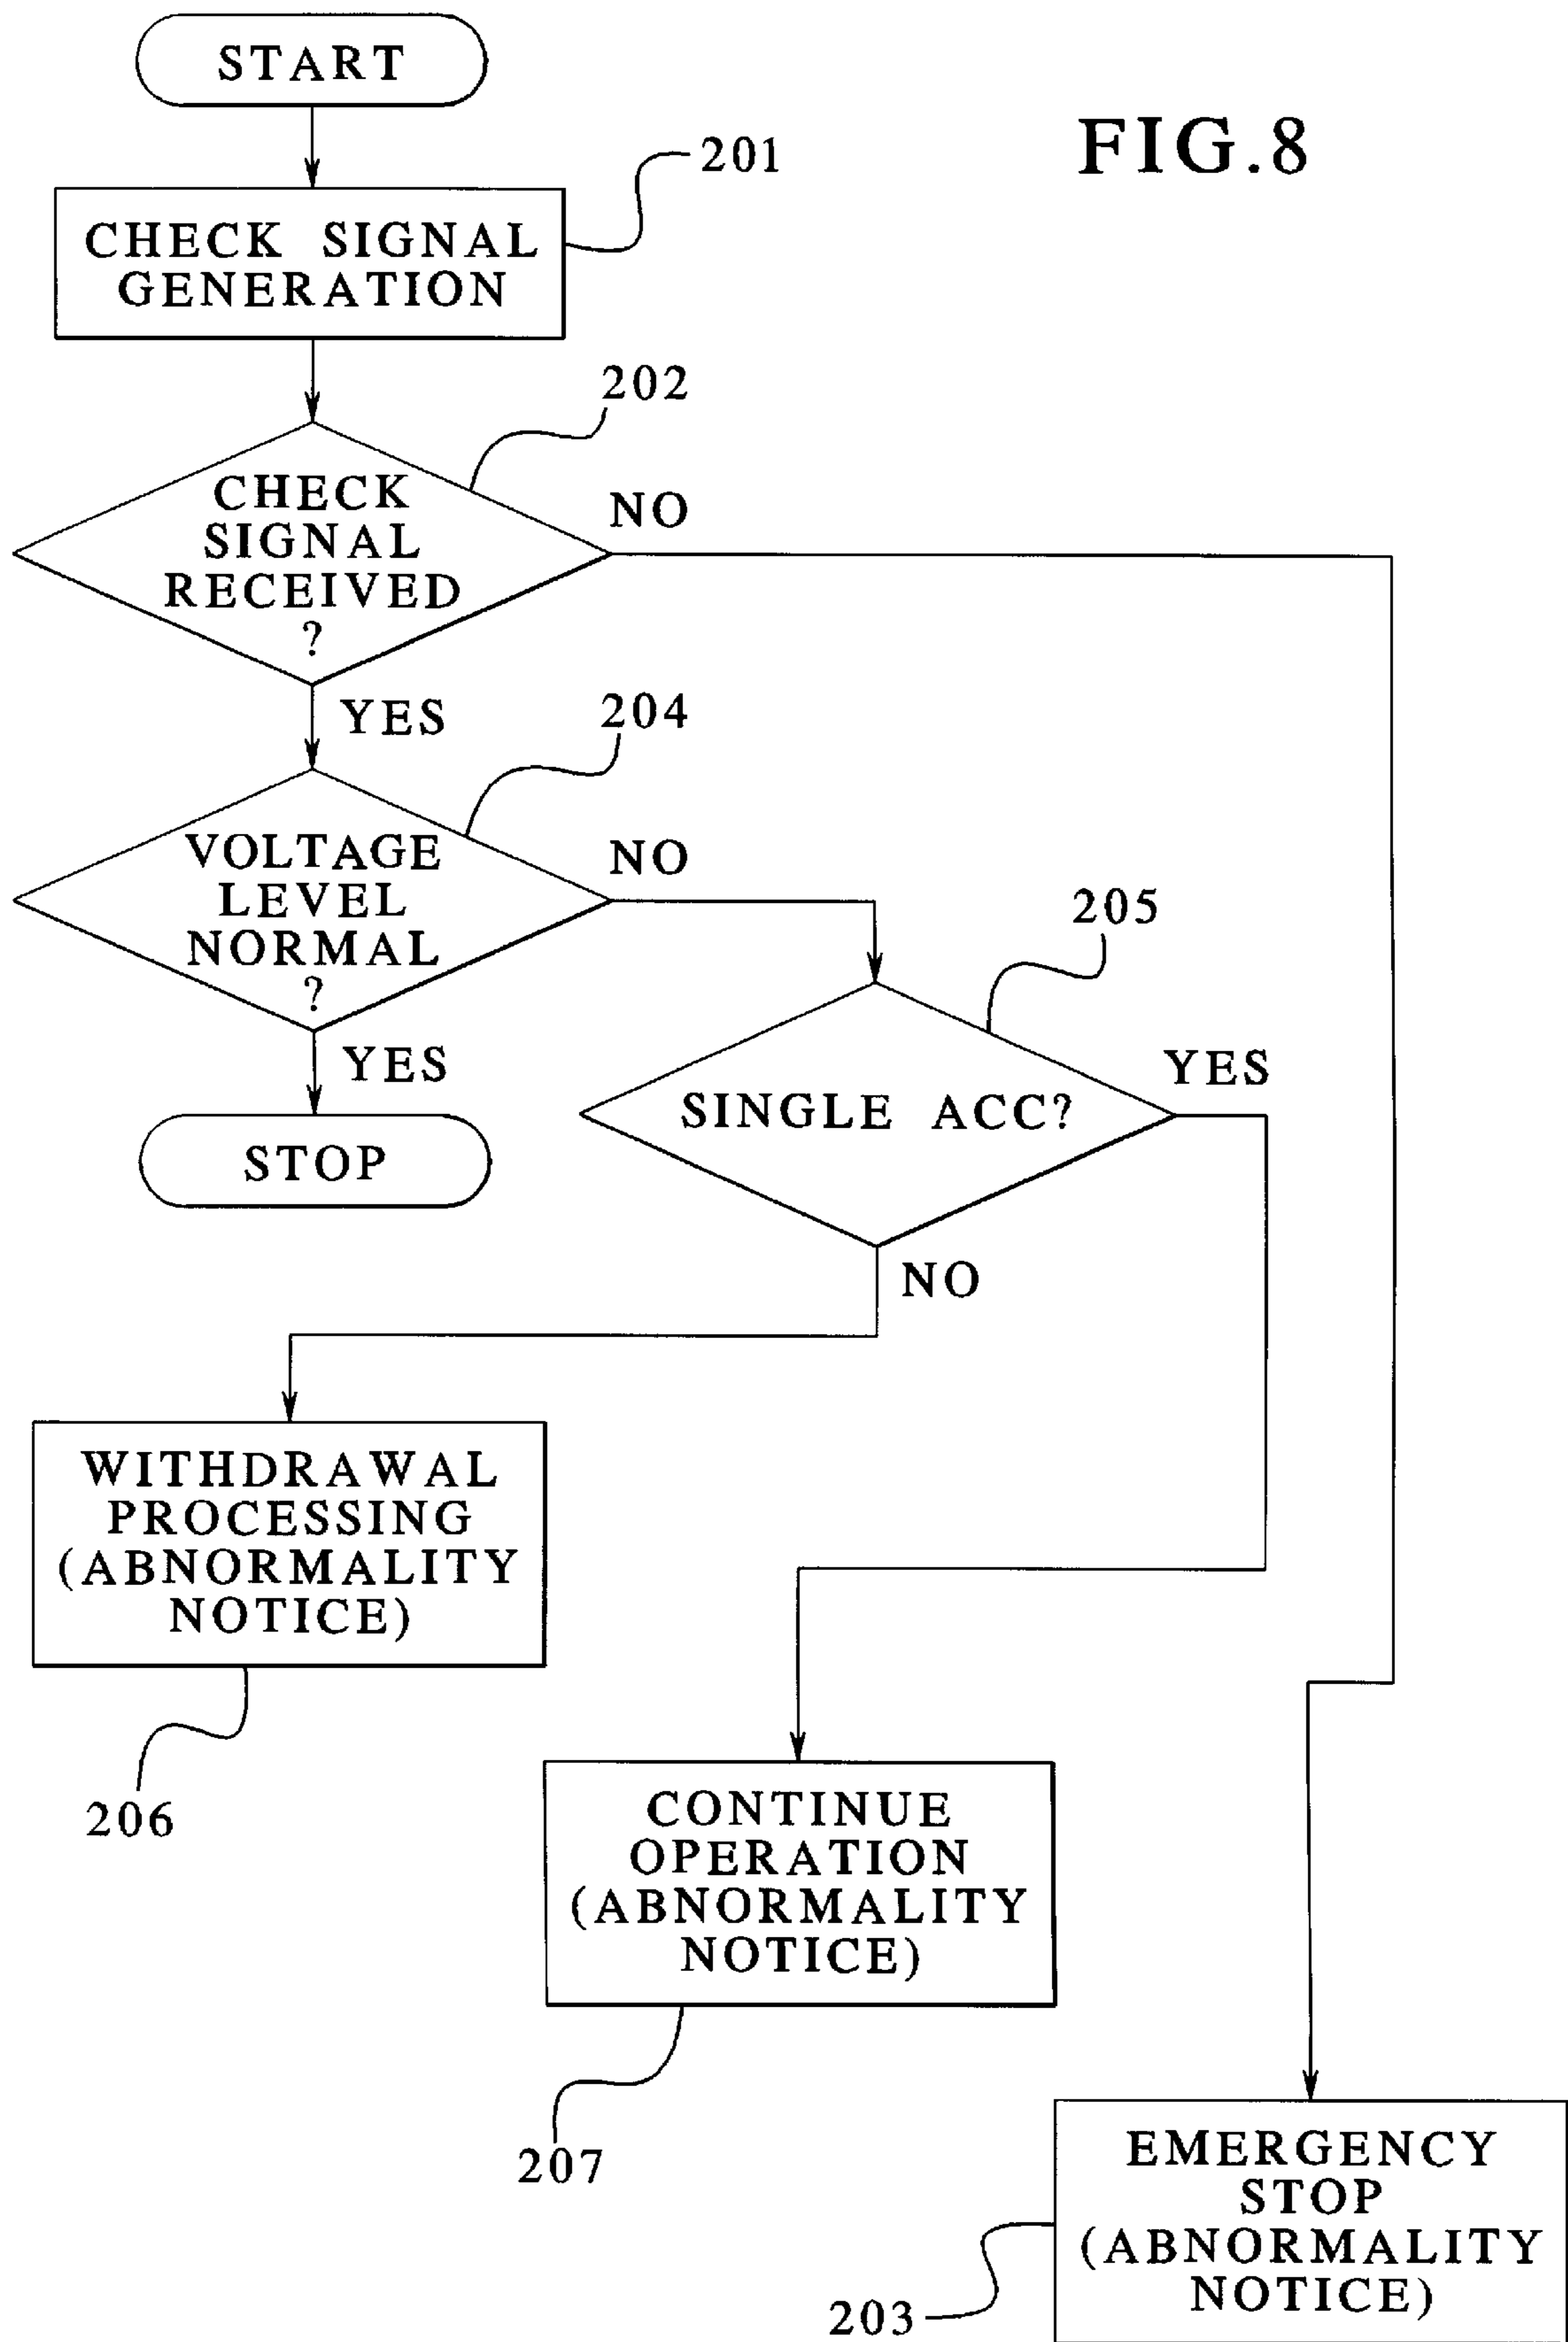 START
FIG.8
201
CHECK SIGNAL
GENERATION
202
CHECK
SIGNAL
RECEIVED
?
NO
YES
204
VOLTAGE
LEVEL
NORMAL
?
NO
205
YES
STOP
SINGLE ACC?
YES
NO
WITHDRAWAL
PROCESSING
(ABNORMALITY
NOTICE)
206
CONTINUE
OPERATION
(ABNORMALITY
NOTICE)
207
EMERGENCY
STOP
(ABNORMALITY
NOTICE)
203